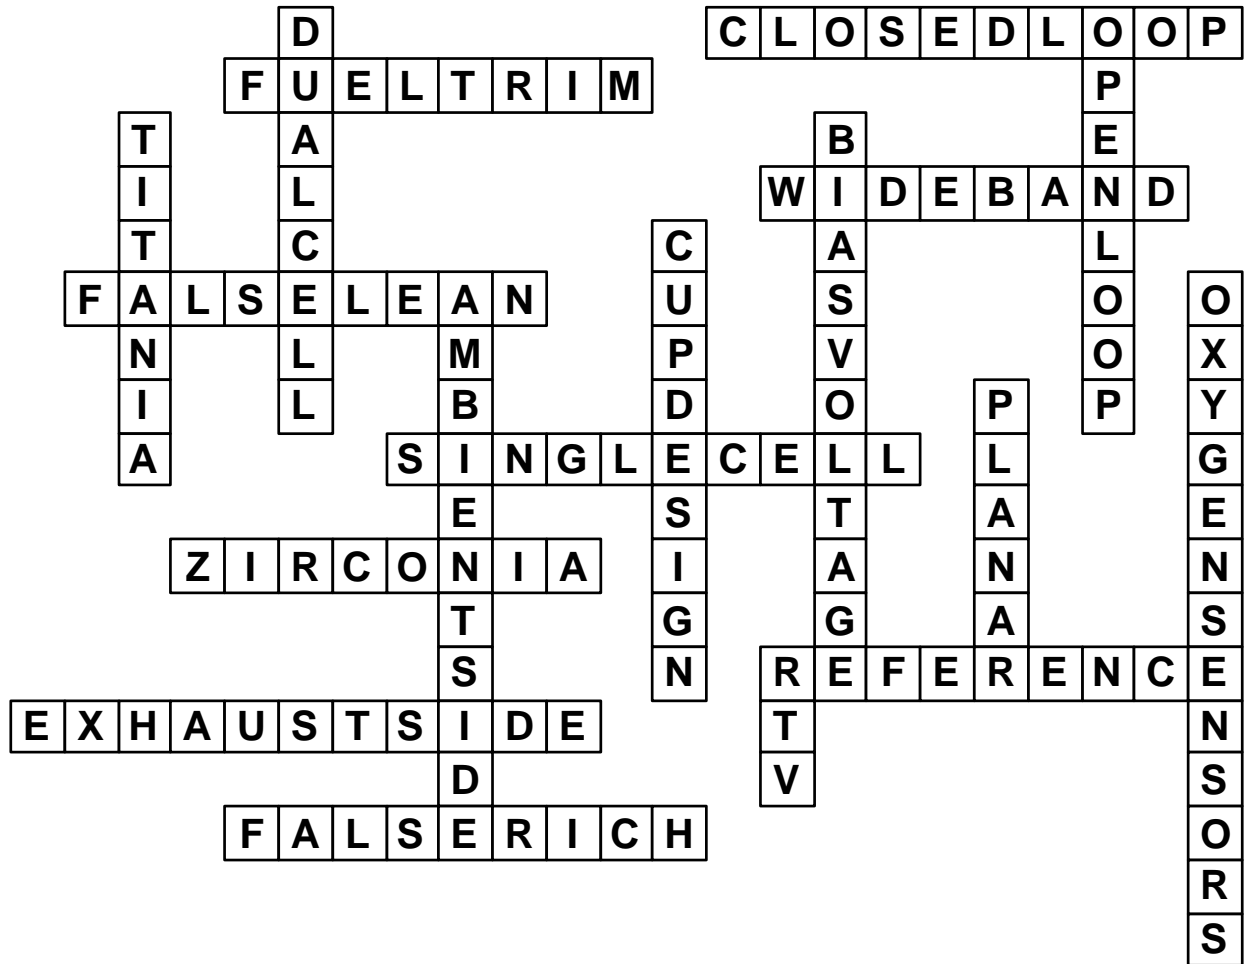 DUALCELL
CLOSEDLOOP
OPENLOOP
FUELTRIM
TITANIA
BIASVOLTAGE
WIDEBAND
CUPDESIGN
FALSELEAN
AMBIENTSIDE
OXYGENSENSORS
PLANAR
SINGLECELL
ZIRCONIA
REFERENCE
RTV
EXHAUSTSIDE
FALSERICH